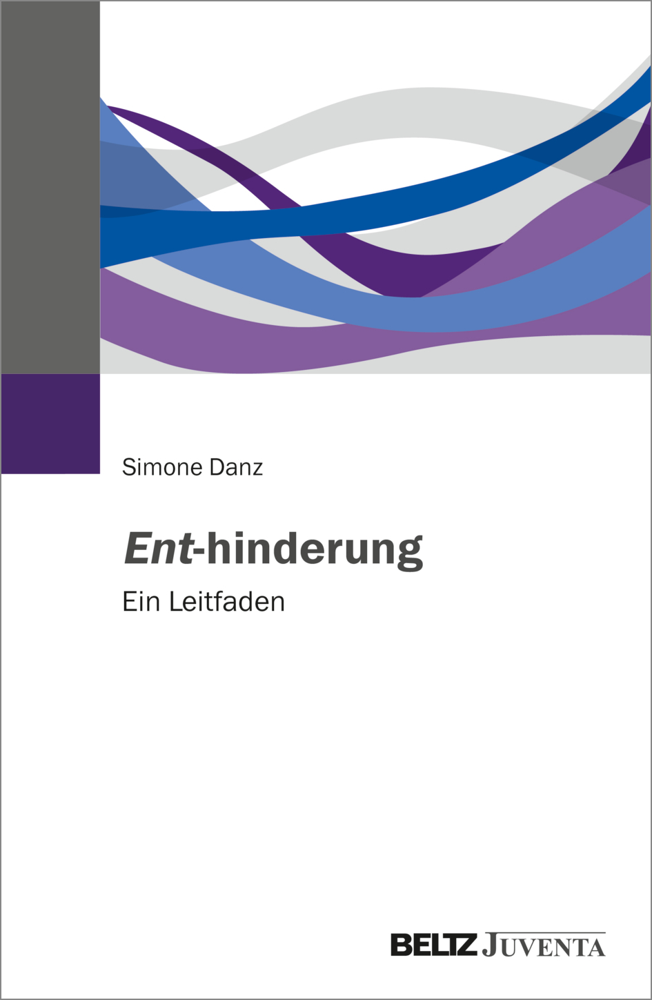 Simone Danz
Ent-hinderung
Ein Leitfaden
BELTZ JUVENTA